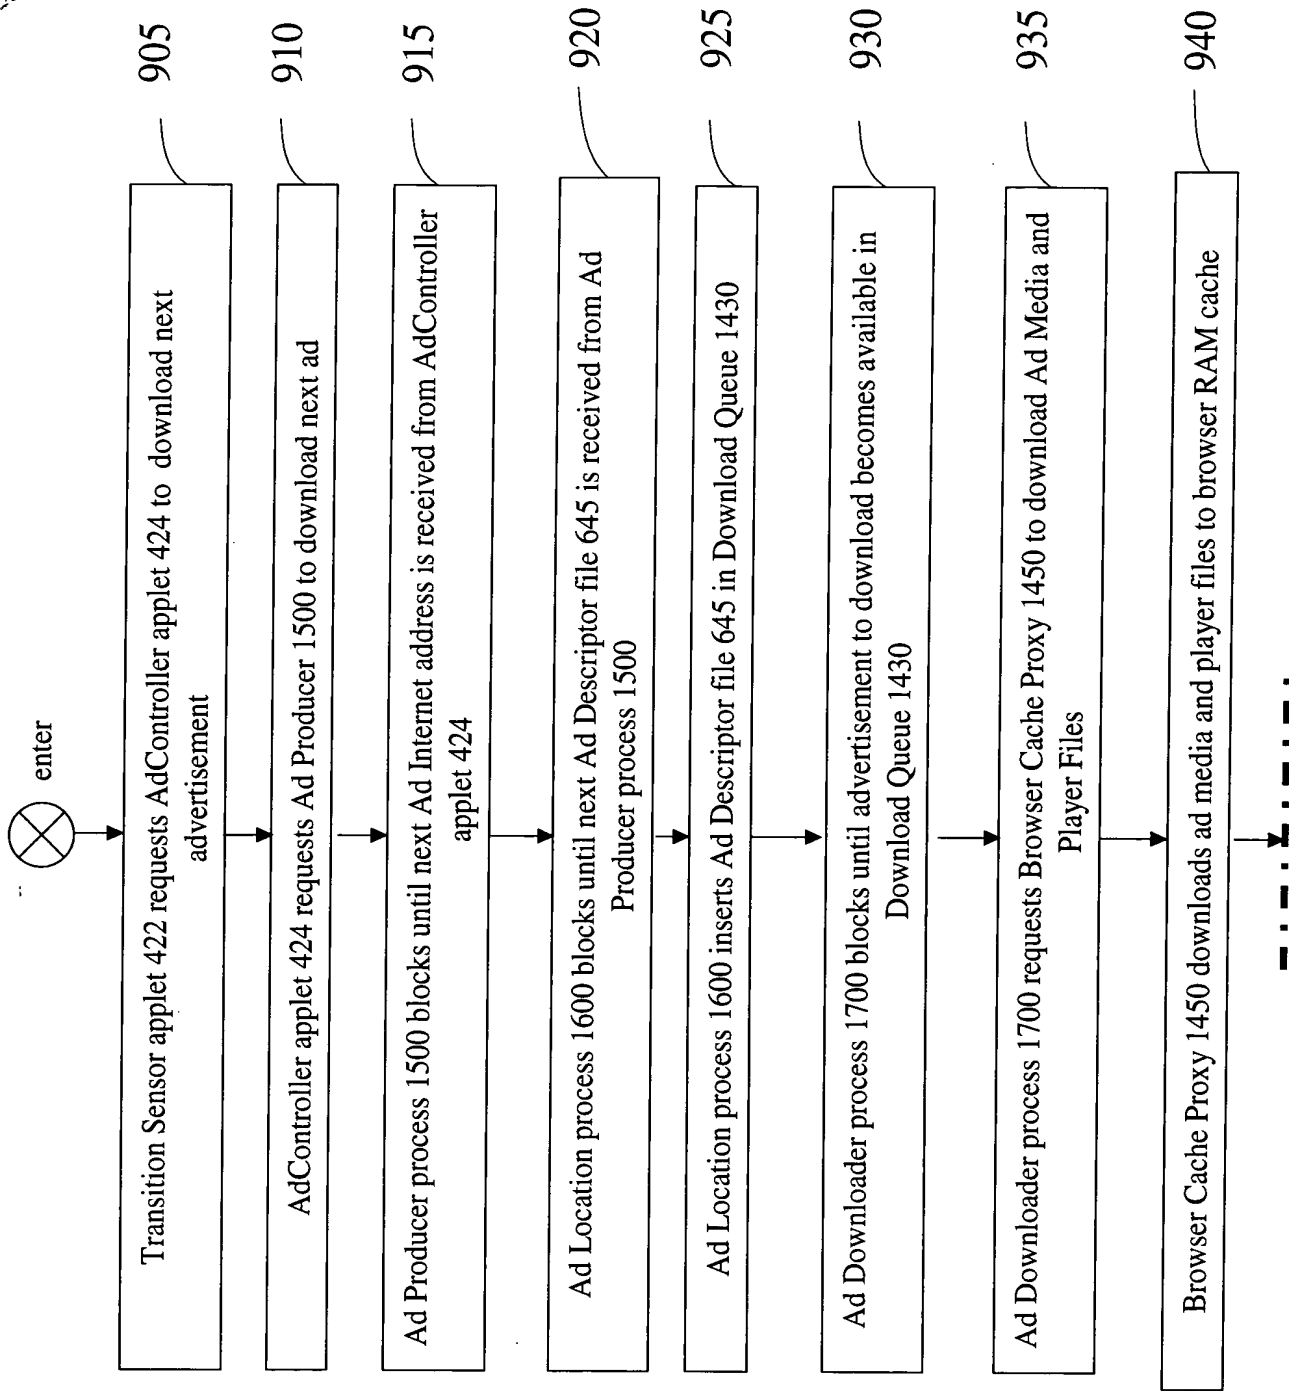 enter
Transition Sensor applet 422 requests AdController applet 424 to download next
advertisement
905
AdController applet 424 requests Ad Producer 1500 to download next ad
910
Ad Producer process 1500 blocks until next Ad Internet address is received from AdController
applet 424
915
Ad Location process 1600 blocks until next Ad Descriptor file 645 is received from Ad
Producer process 1500
920
Ad Location process 1600 inserts Ad Descriptor file 645 in Download Queue 1430
925
Ad Downloader process 1700 blocks until advertisement to download becomes available in
Download Queue 1430
930
Ad Downloader process 1700 requests Browser Cache Proxy 1450 to download Ad Media and
Player Files
935
Browser Cache Proxy 1450 downloads ad media and player files to browser RAM cache
940